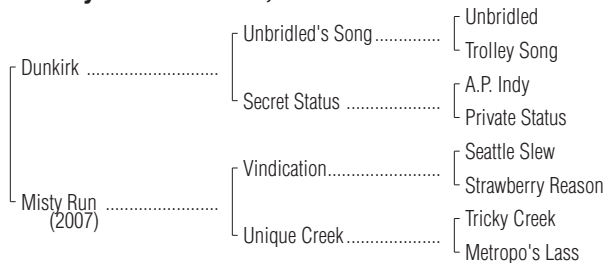 Unbridled
Unbridled's Song..............
Trolley Song
Dunkirk ...........................
A.P. Indy
Secret Status ...................
Private Status
Seattle Slew
Vindication.......................
Strawberry Reason
Misty Run .......................
(2007)
Tricky Creek
Unique Creek...................
Metropo's Lass